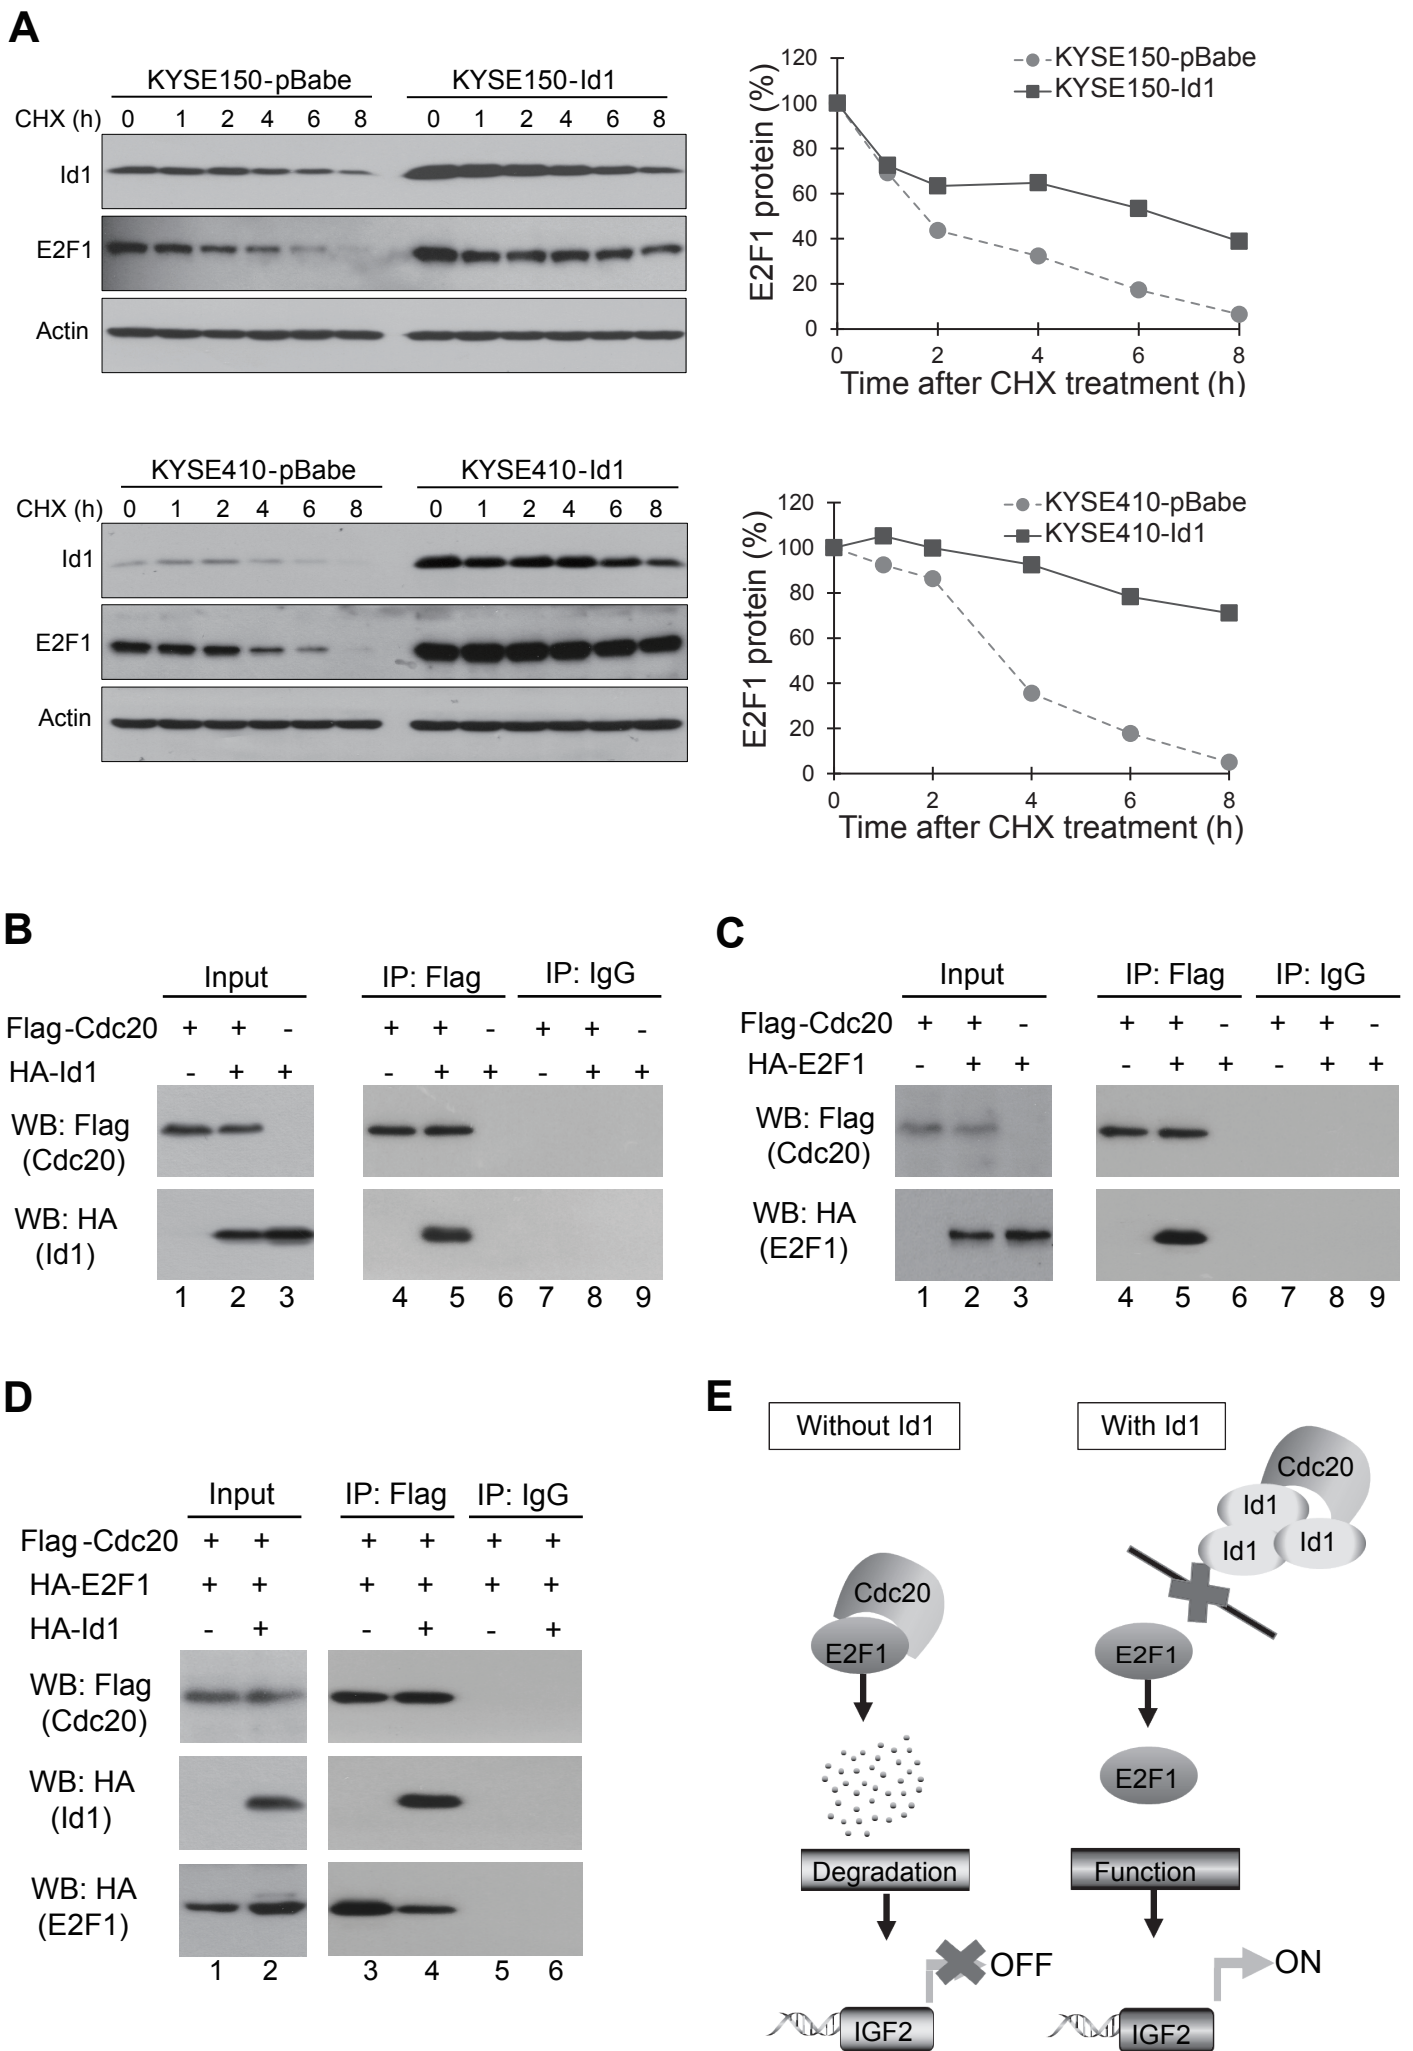 A
KYSE150-pBabe KYSE150-Id1
CHX (h) 0 1 2 4 6 8 0 1 2 4 6 8
Id1
E2F1
Actin
KYSE150-pBabe
KYSE150-Id1
E2F1 protein (%)
120
100
80
60
40
20
0
0 2 4 6 8
Time after CHX treatment (h)
KYSE410-pBabe KYSE410-Id1
CHX (h) 0 1 2 4 6 8 0 1 2 4 6 8
Id1
E2F1
Actin
KYSE410-pBabe
KYSE410-Id1
E2F1 protein (%)
120
100
80
60
40
20
0
0 2 4 6 8
Time after CHX treatment (h)
B
Input IP: Flag IP: IgG
Flag-Cdc20 + + - + + - + + -
HA-Id1 - + + - + + - + +
WB: Flag
(Cdc20)
WB: HA
(Id1)
1 2 3 4 5 6 7 8 9
C
Input IP: Flag IP: IgG
Flag-Cdc20 + + - + + - + + -
HA-E2F1 - + + - + + - + +
WB: Flag
(Cdc20)
WB: HA
(E2F1)
1 2 3 4 5 6 7 8 9
D
Input IP: Flag IP: IgG
Flag-Cdc20 + + + + + +
HA-E2F1 + + + + + +
HA-Id1 - + - + - +
WB: Flag
(Cdc20)
WB: HA
(Id1)
WB: HA
(E2F1)
1 2 3 4 5 6
E
Without Id1
Cdc20
E2F1
Degradation
OFF
IGF2
With Id1
Cdc20
Id1
Id1
Id1
E2F1
E2F1
Function
ON
IGF2